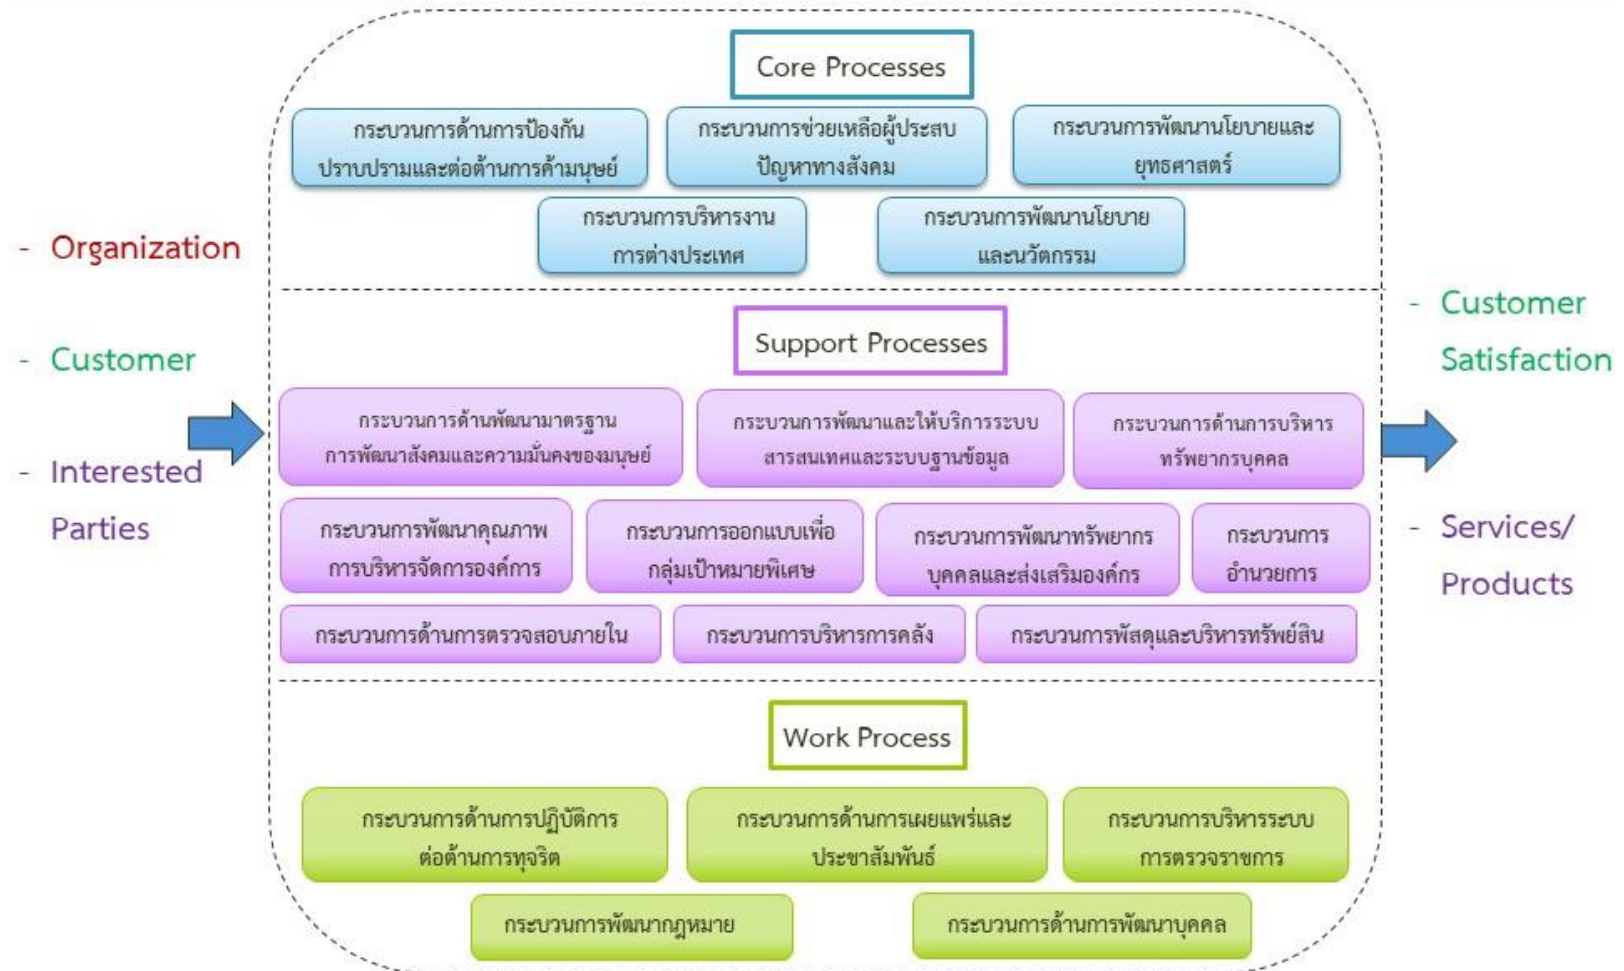 Core Processes
กระบวนการด้านการป้องกัน
ปราบปรามและต่อต้านการค้ามนุษย์
กระบวนการช่วยเหลือผู้ประสบ
ปัญหาทางสังคม
กระบวนการพัฒนานโยบายและ
ยุทธศาสตร์
กระบวนการบริหารงาน
การต่างประเทศ
กระบวนการพัฒนานโยบาย
และนวัตกรรม
- Organization
- Customer
- Interested
Parties
Support Processes
กระบวนการด้านพัฒนามาตรฐาน
การพัฒนาสังคมและความมั่นคงของมนุษย์
กระบวนการพัฒนาและให้บริการระบบ
สารสนเทศและระบบฐานข้อมูล
กระบวนการด้านการบริหาร
ทรัพยากรบุคคล
กระบวนการพัฒนาคุณภาพ
การบริหารจัดการองค์การ
กระบวนการออกแบบเพื่อ
กลุ่มเป้าหมายพิเศษ
กระบวนการพัฒนาทรัพยากร
บุคคลและส่งเสริมองค์กร
กระบวนการ
อำนวยการ
กระบวนการด้านการตรวจสอบภายใน
กระบวนการบริหารการคลัง
กระบวนการพัสดุและบริหารทรัพย์สิน
- Customer
Satisfaction
- Services/
Products
Work Process
กระบวนการด้านการปฏิบัติการ
ต่อต้านการทุจริต
กระบวนการด้านการเผยแพร่และ
ประชาสัมพันธ์
กระบวนการบริหารระบบ
การตรวจราชการ
กระบวนการพัฒนากฎหมาย
กระบวนการด้านการพัฒนาบุคคล